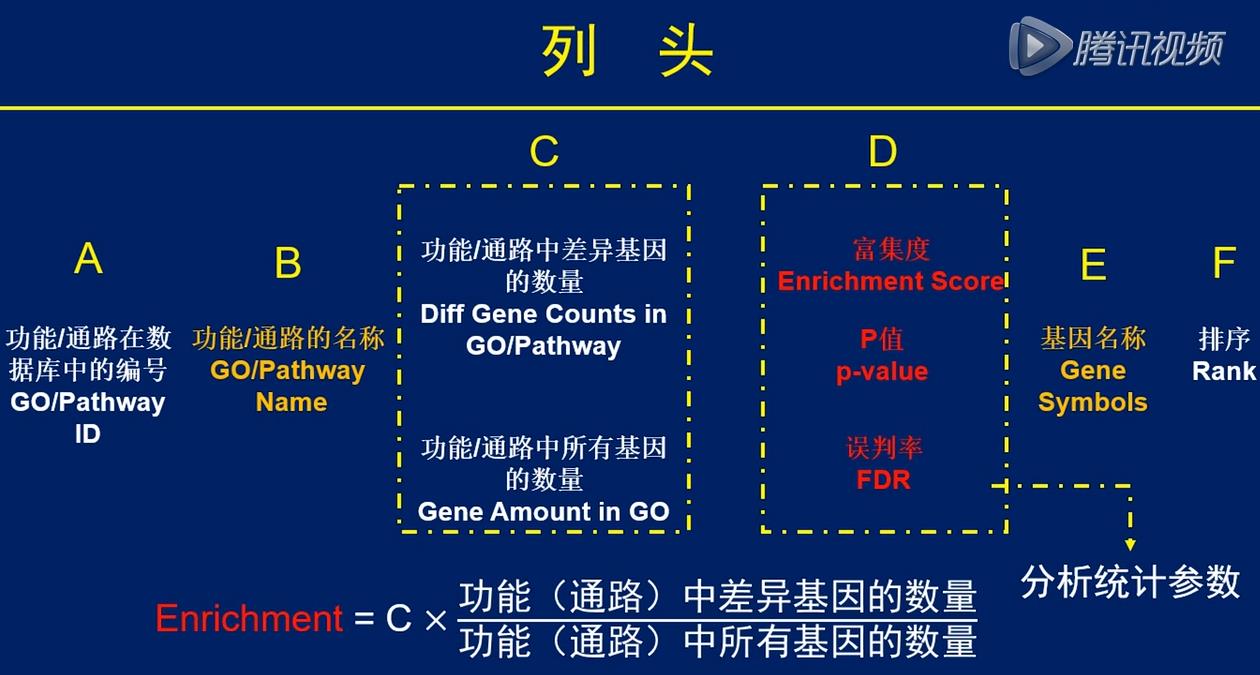 列 头
腾讯视频
A
功能/通路在数
据库中的编号
GO/Pathway
ID
B
功能/通路的名称
GO/Pathway
Name
C
功能/通路中差异基因
的数量
Diff Gene Counts in
GO/Pathway
功能/通路中所有基因
的数量
Gene Amount in GO
D
富集度
Enrichment Score
P值
p-value
误判率
FDR
E
基因名称
Gene
Symbols
F
排序
Rank
分析统计参数
Enrichment = C ×
功能（通路）中差异基因的数量
功能（通路）中所有基因的数量